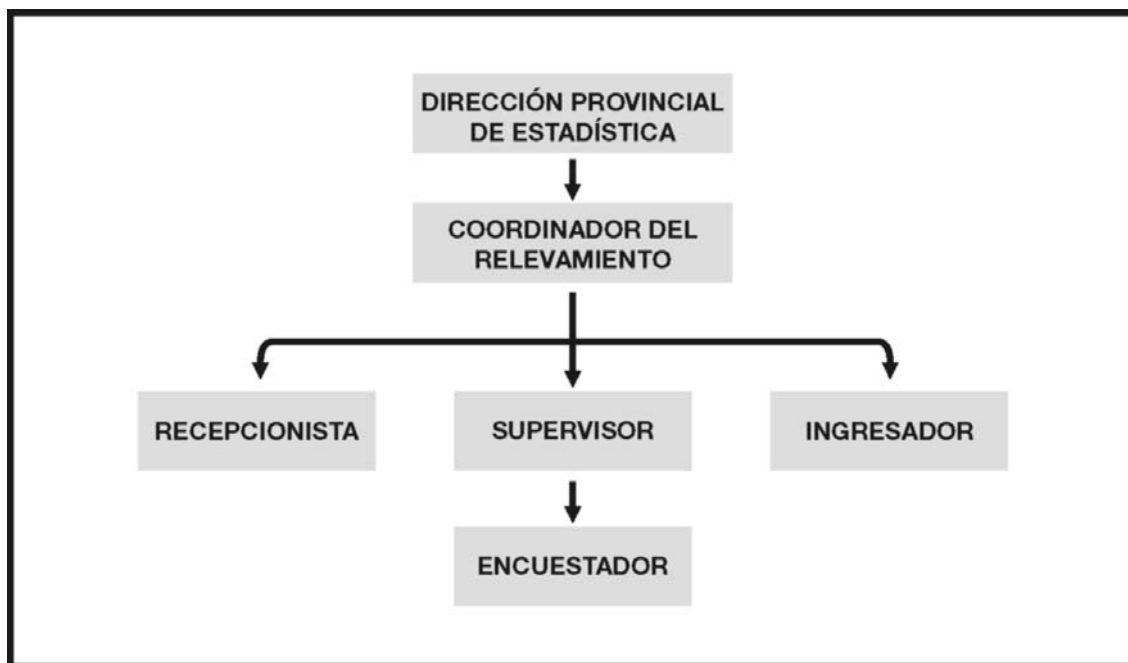 DIRECCIÓN PROVINCIAL
DE ESTADÍSTICA
COORDINADOR DEL
RELEVAMIENTO
RECEPCIONISTA
SUPERVISOR
INGRESADOR
ENCUESTADOR